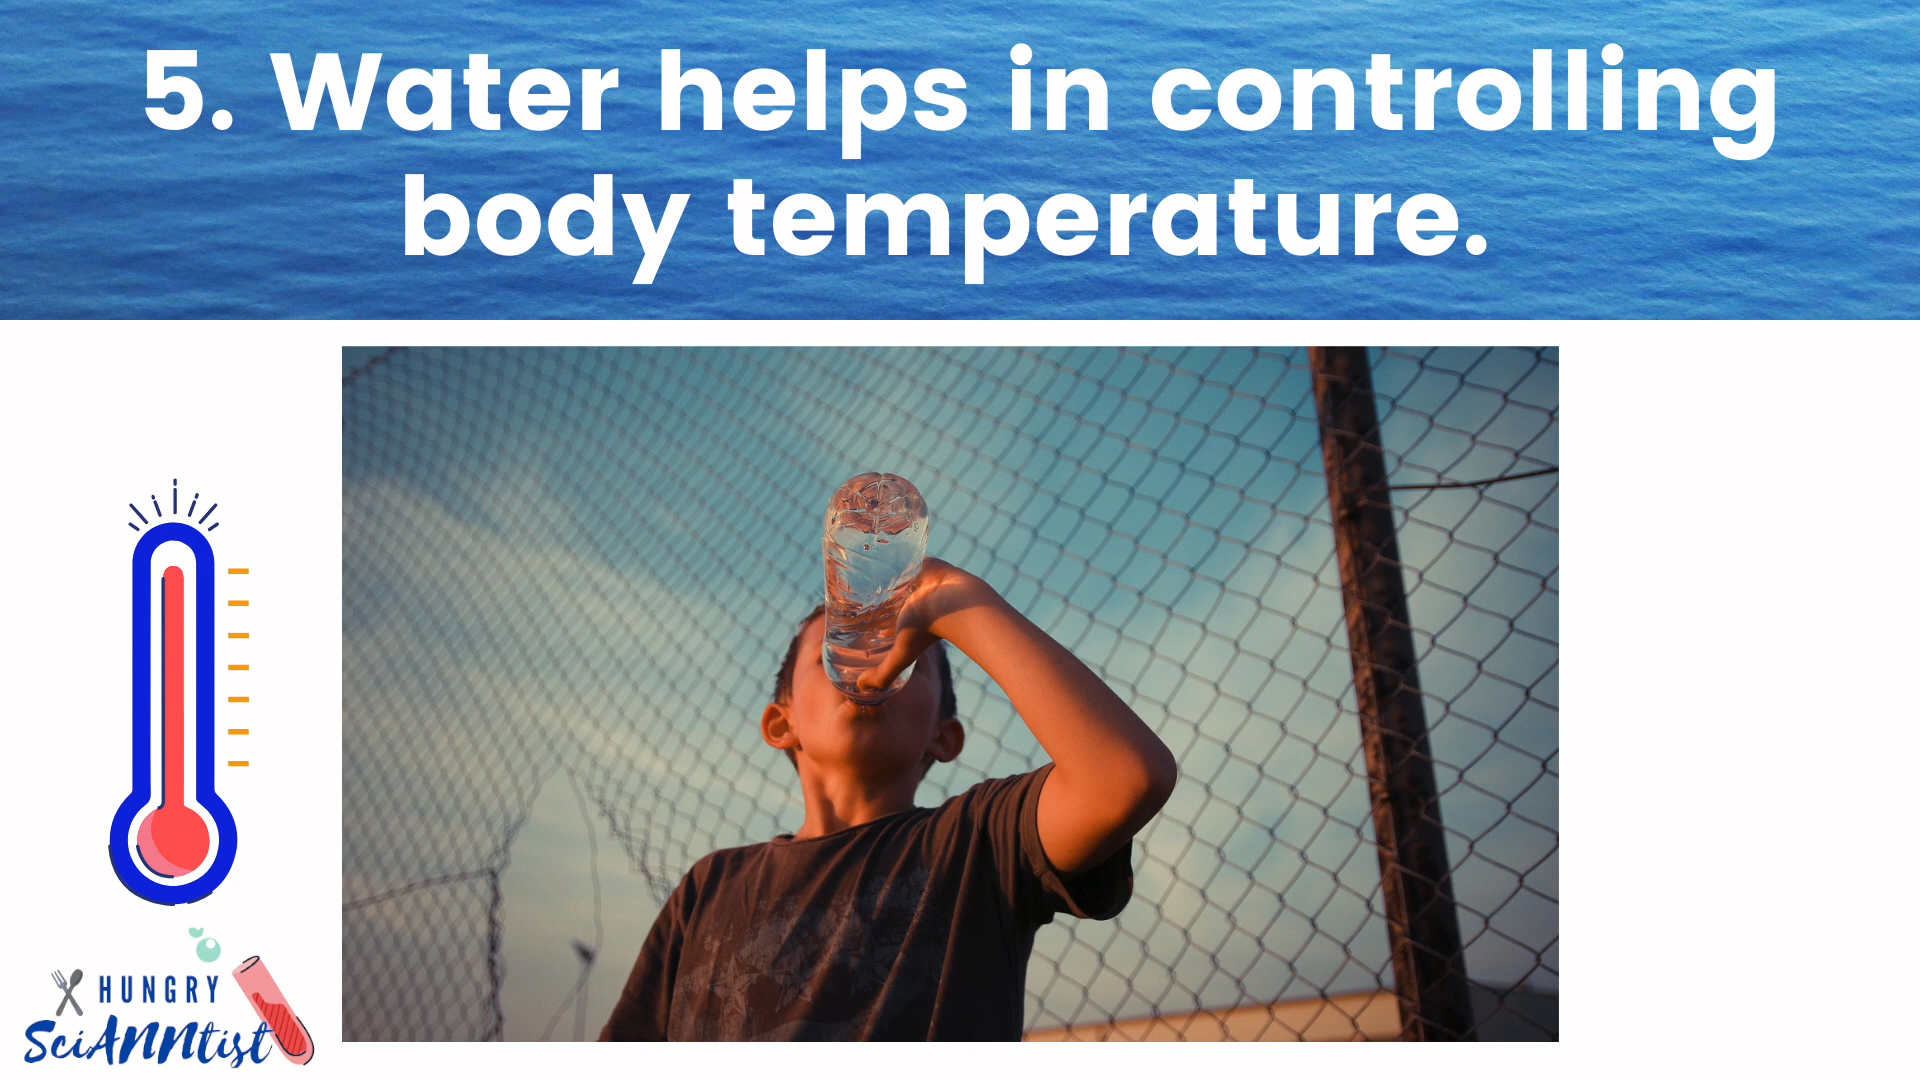 5. Water helps in controlling
body temperature.
HUNGRY
SciANNtist